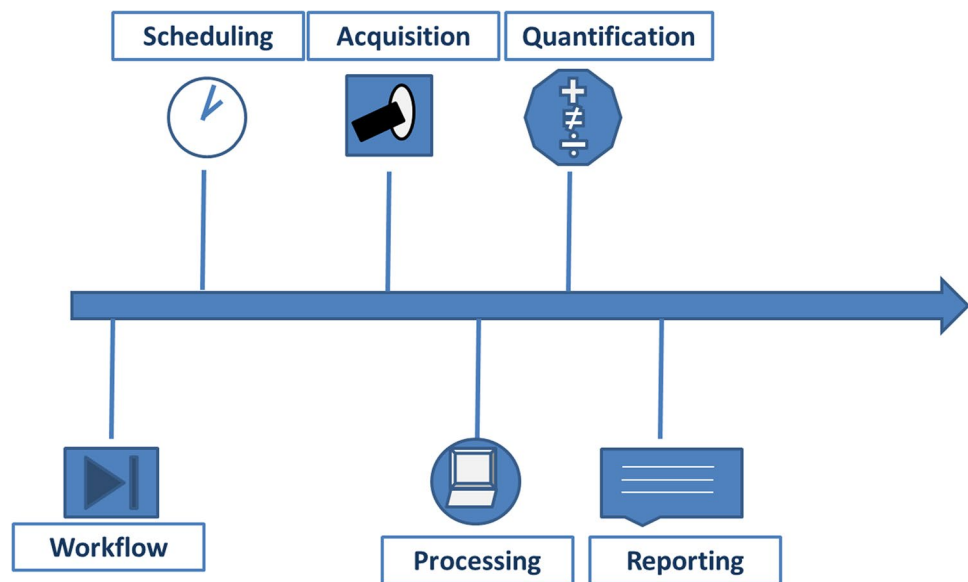 Scheduling
Acquisition
Quantification
+
≠
÷
Workflow
Processing
Reporting